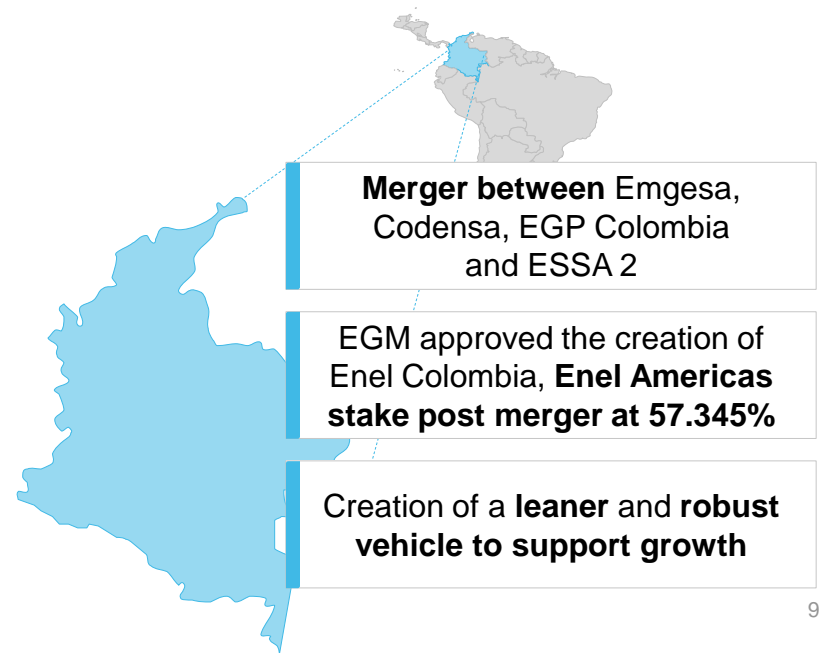 Merger between Emgesa,
Codensa, EGP Colombia
and ESSA 2
EGM approved the creation of
Enel Colombia, Enel Americas
stake post merger at 57.345%
Creation of a leaner and robust
vehicle to support growth
9